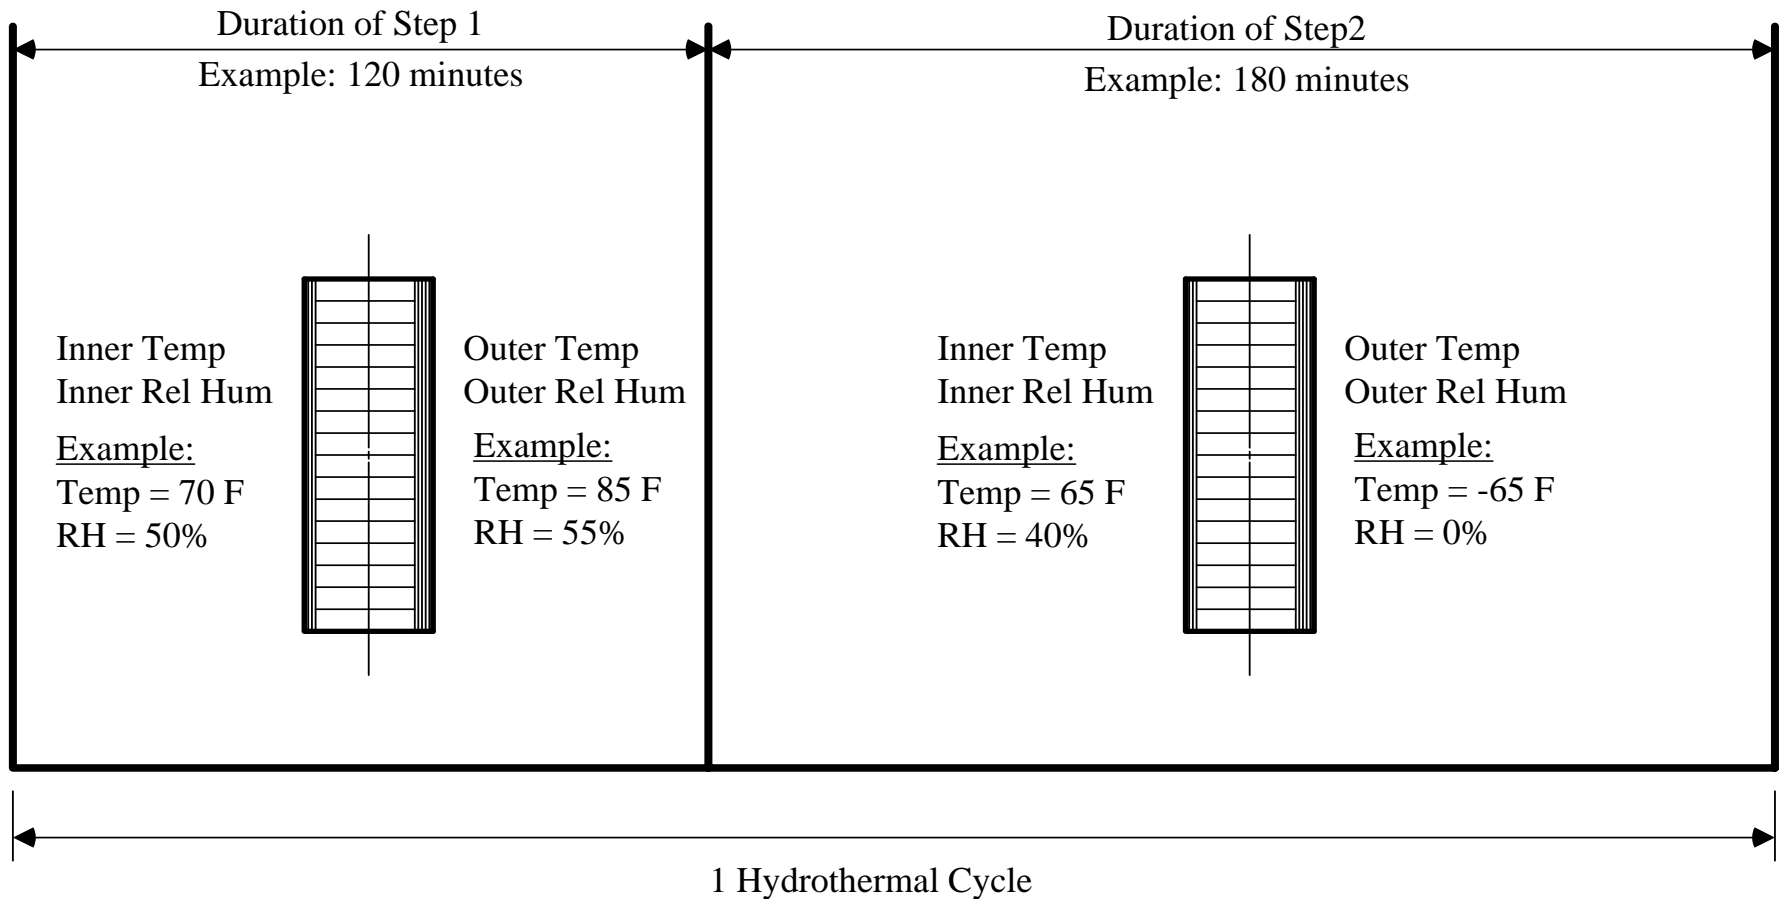 Duration of Step 1
Example: 120 minutes
Duration of Step2
Example: 180 minutes
Inner Temp
Inner Rel Hum
Example:
Temp = 70 F
RH = 50%
Outer Temp
Outer Rel Hum
Example:
Temp = 85 F
RH = 55%
Inner Temp
Inner Rel Hum
Example:
Temp = 65 F
RH = 40%
Outer Temp
Outer Rel Hum
Example:
Temp = -65 F
RH = 0%
1 Hydrothermal Cycle